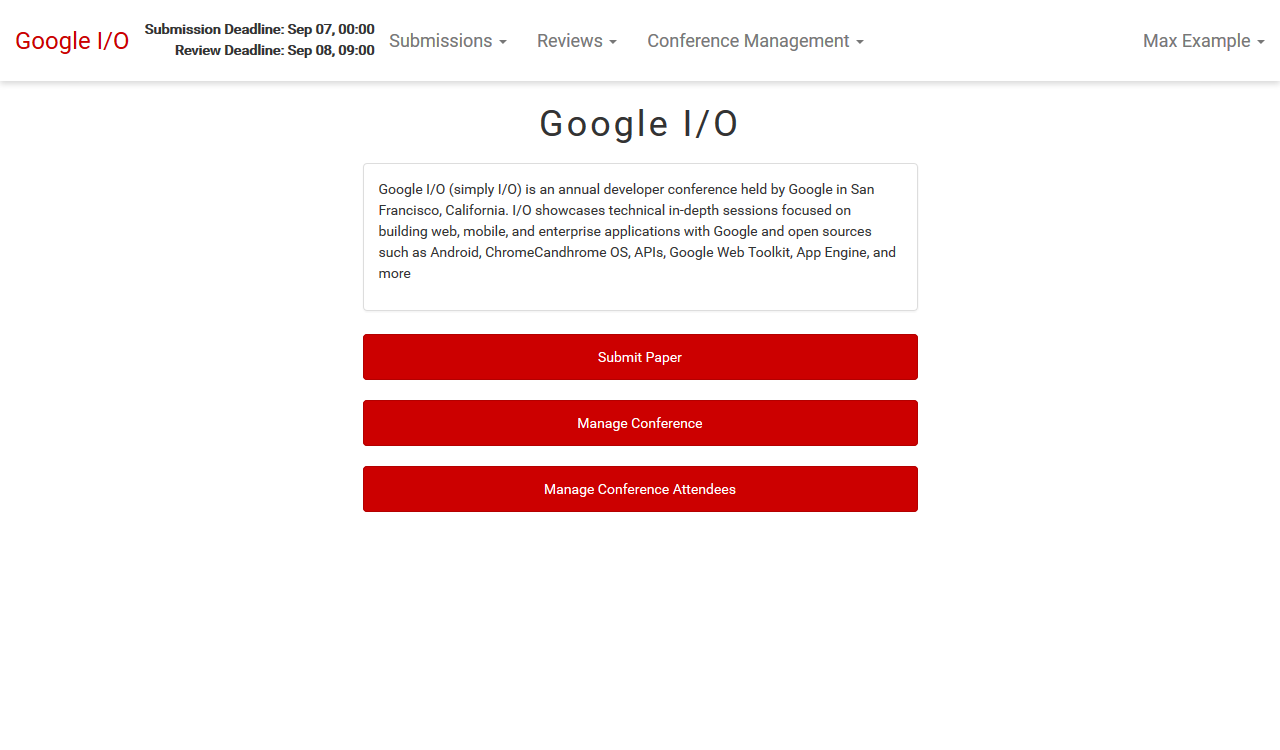 Google I/O
Submission Deadline: Sep 07, 00:00
Review Deadline: Sep 08, 09:00
Submissions
Reviews
Conference Management
Max Example
Google I/O
Google I/O (simply I/O) is an annual developer conference held by Google in San
Francisco, California. I/O showcases technical in-depth sessions focused on
building web, mobile, and enterprise applications with Google and open sources
such as Android, ChromeCandhrome OS, APIs, Google Web Toolkit, App Engine, and
more
Submit Paper
Manage Conference
Manage Conference Attendees